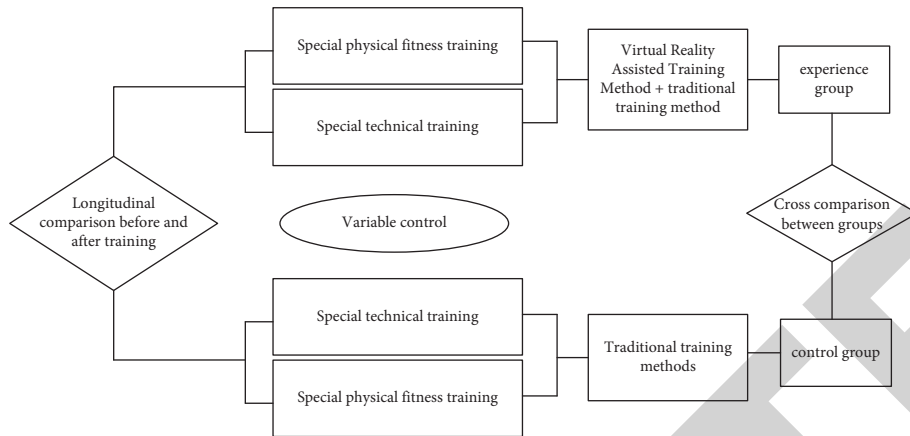 Special physical fitness training
Special technical training
Virtual Reality
Assisted Training
Method + traditional
training method
experience
group
Longitudinal
comparison before and
after training
Variable control
Cross comparison
between groups
Special technical training
Special physical fitness training
Traditional training
methods
control group